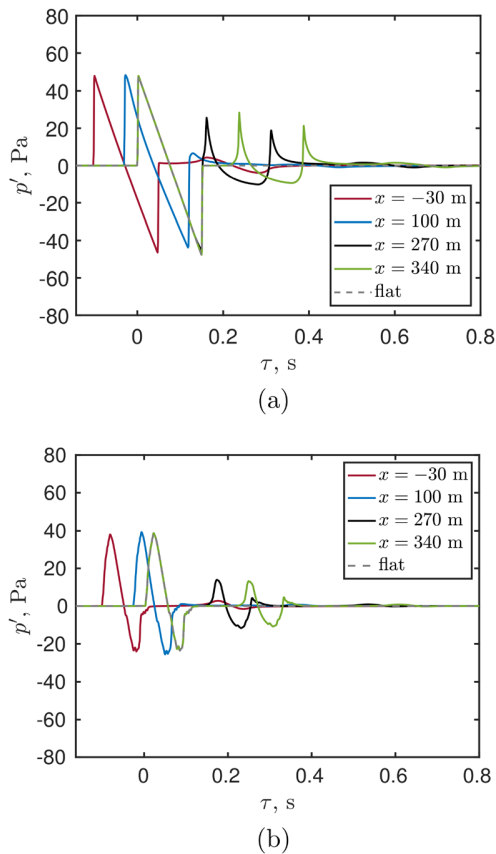 80
60
40
20
0
-20
-40
-60
-80
p′, Pa
x = −30 m
x = 100 m
x = 270 m
x = 340 m
flat
0 0.2 0.4 0.6 0.8
τ, s
(a)
80
60
40
20
0
-20
-40
-60
-80
p′, Pa
x = −30 m
x = 100 m
x = 270 m
x = 340 m
flat
0 0.2 0.4 0.6 0.8
τ, s
(b)